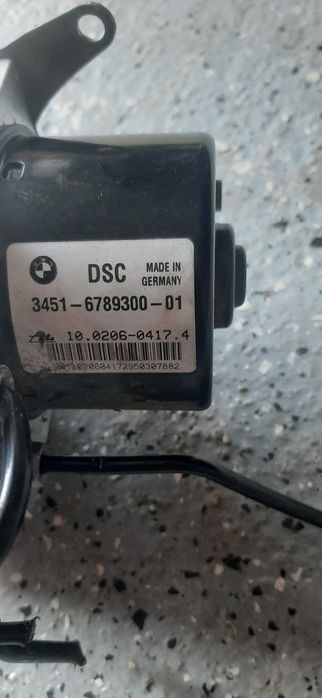 DSC MADE IN
GERMANY
3451-6789300-01
10.0206-0417.4